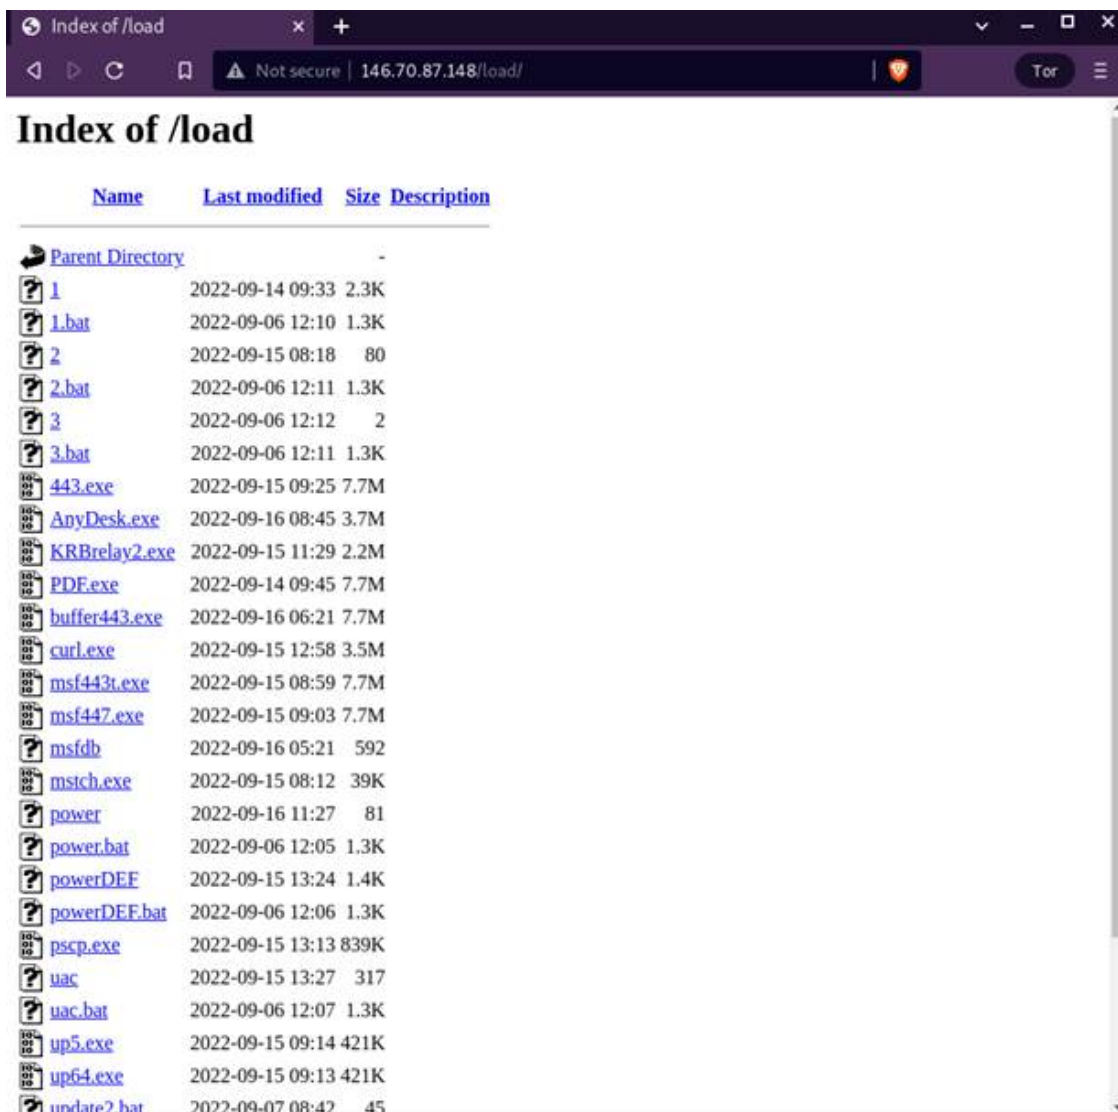 Index of /load
Not secure | 146.70.87.148/load/
Tor
Index of /load
Name Last modified Size Description
Parent Directory -
1 2022-09-14 09:33 2.3K
1.bat 2022-09-06 12:10 1.3K
2 2022-09-15 08:18 80
2.bat 2022-09-06 12:11 1.3K
3 2022-09-06 12:12 2
3.bat 2022-09-06 12:11 1.3K
443.exe 2022-09-15 09:25 7.7M
AnyDesk.exe 2022-09-16 08:45 3.7M
KRBrelay2.exe 2022-09-15 11:29 2.2M
PDF.exe 2022-09-14 09:45 7.7M
buffer443.exe 2022-09-16 06:21 7.7M
curl.exe 2022-09-15 12:58 3.5M
msf443t.exe 2022-09-15 08:59 7.7M
msf447.exe 2022-09-15 09:03 7.7M
msfdb 2022-09-16 05:21 592
mstch.exe 2022-09-15 08:12 39K
power 2022-09-16 11:27 81
power.bat 2022-09-06 12:05 1.3K
powerDEF 2022-09-15 13:24 1.4K
powerDEF.bat 2022-09-06 12:06 1.3K
pscp.exe 2022-09-15 13:13 839K
uac 2022-09-15 13:27 317
uac.bat 2022-09-06 12:07 1.3K
up5.exe 2022-09-15 09:14 421K
up64.exe 2022-09-15 09:13 421K
update2.bat 2022-09-07 08:42 45